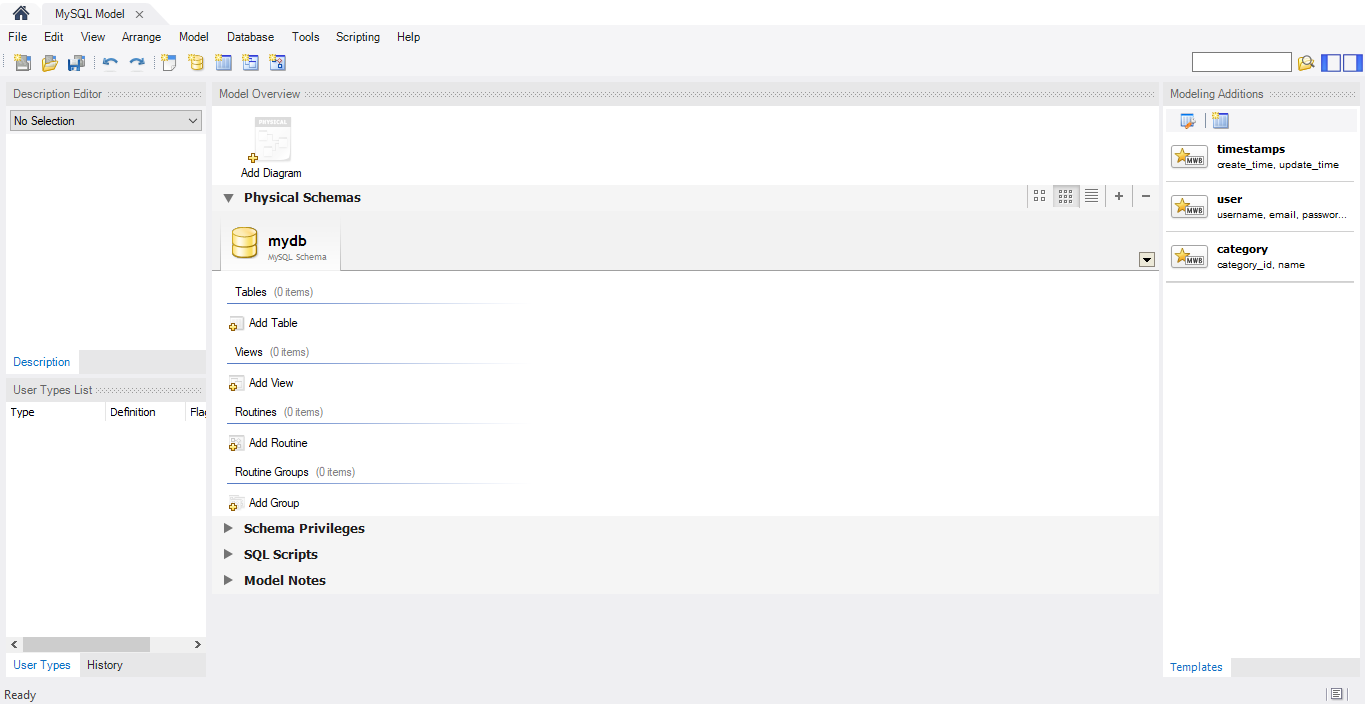 MySQL Model
File Edit View Arrange Model Database Tools Scripting Help
Description Editor
No Selection
Description
User Types List
Type Definition Flag
User Types History
Ready
Model Overview
PHYSICAL
Add Diagram
Physical Schemas
mydb
MySQL Schema
Tables (0 items)
Add Table
Views (0 items)
Add View
Routines (0 items)
Add Routine
Routine Groups (0 items)
Add Group
Schema Privileges
SQL Scripts
Model Notes
Modeling Additions
MWB
timestamps
create_time, update_time
MWB
user
username, email, passwor...
MWB
category
category_id, name
Templates